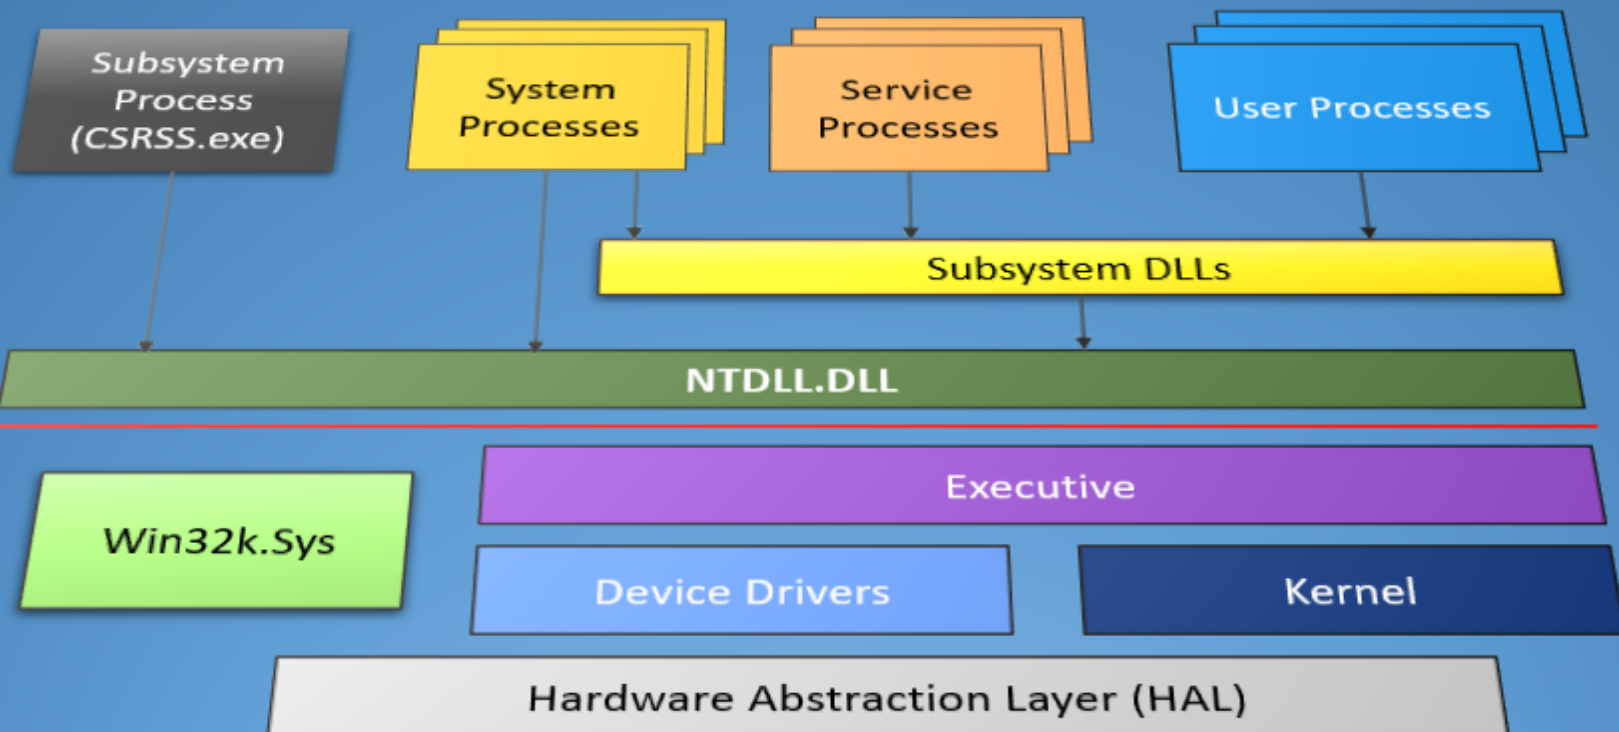 Subsystem
Process
(CSRSS.exe)
System
Processes
Service
Processes
User Processes
Subsystem DLLs
NTDLL.DLL
Executive
Win32k.Sys
Device Drivers
Kernel
Hardware Abstraction Layer (HAL)